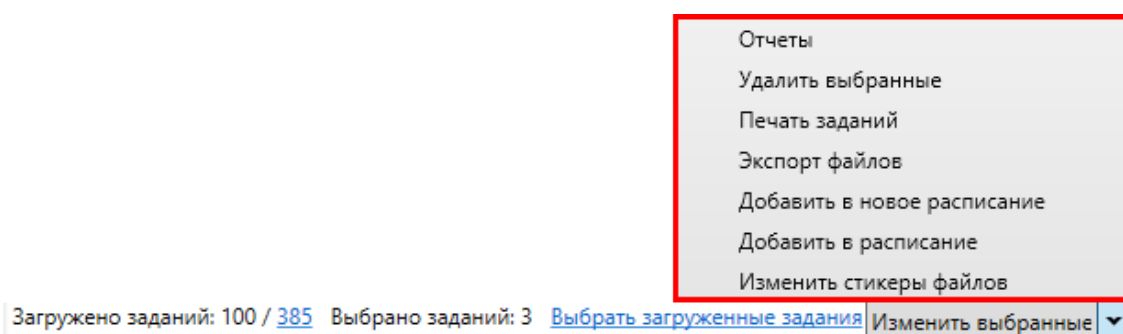 Отчеты
Удалить выбранные
Печать заданий
Экспорт файлов
Добавить в новое расписание
Добавить в расписание
Изменить стикеры файлов
Загружено заданий: 100 / 385 Выбрано заданий: 3 Выбрать загруженные задания Изменить выбранные